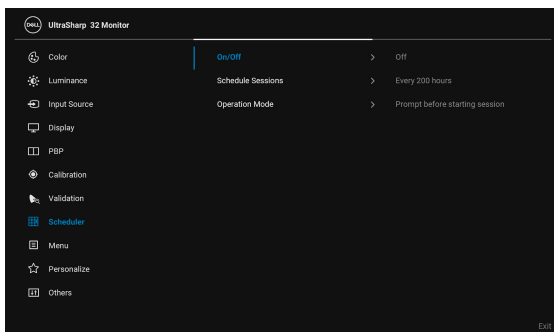 DELL UltraSharp 32 Monitor
Color On/Off > Off
Luminance Schedule Sessions > Every 200 hours
Input Source Operation Mode > Prompt before starting session
Display
PBP
Calibration
Validation
Scheduler
Menu
Personalize
Others
Exit